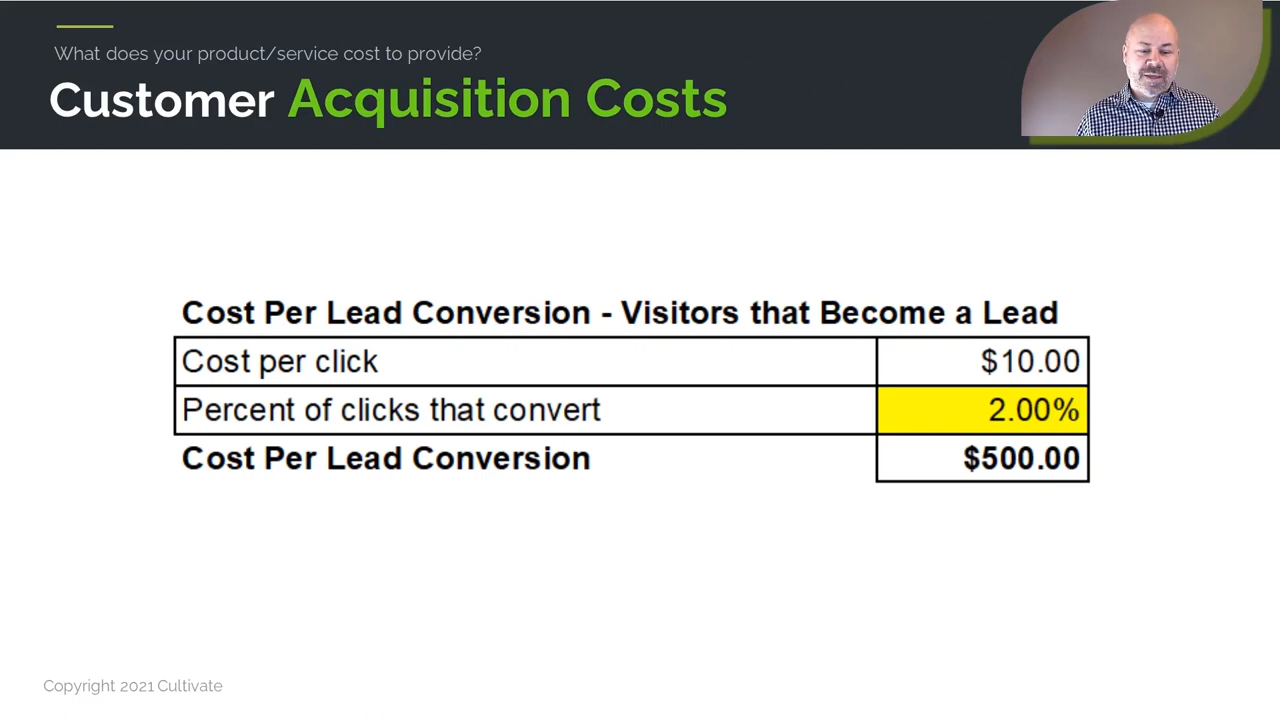 What does your product/service cost to provide?
Customer Acquisition Costs
Cost Per Lead Conversion - Visitors that Become a Lead
Cost per click $10.00
Percent of clicks that convert 2.00%
Cost Per Lead Conversion $500.00
Copyright 2021 Cultivate